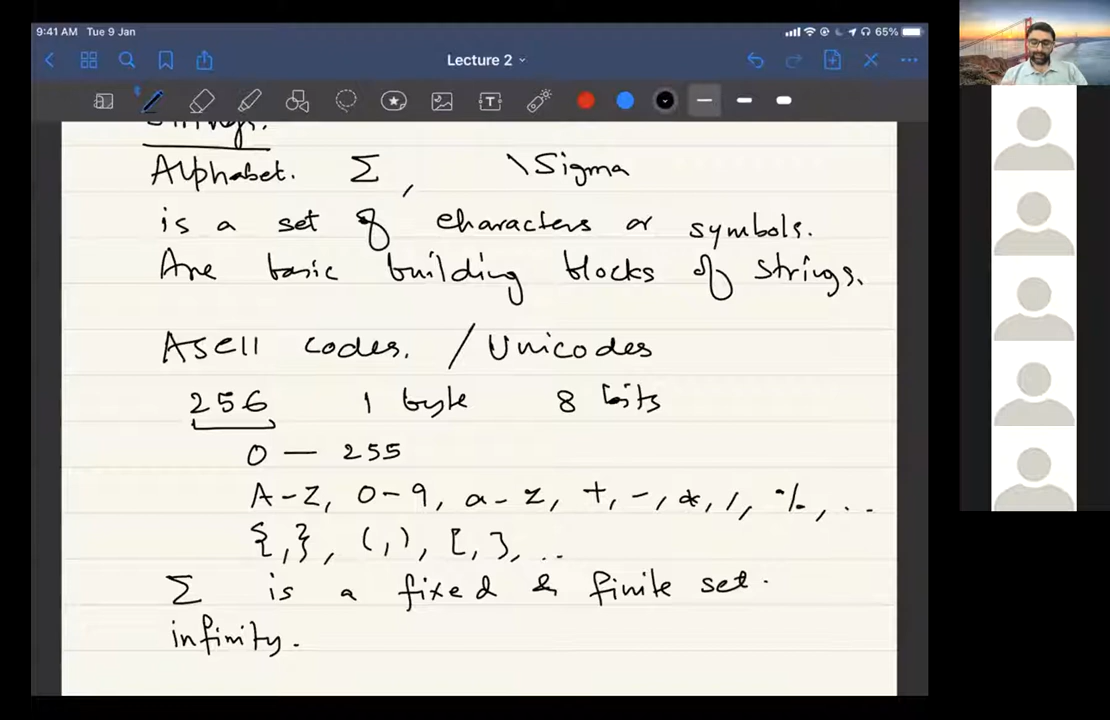 9:41 AM Tue 9 Jan 65%
Lecture 2
Strings.
Alphabet. Σ, \Sigma
is a set of characters or symbols.
Are basic building blocks of strings.
Ascii codes. / Unicodes
256 1 byte 8 bits
0 — 255
A-Z, 0-9, a-z, +, -, *, /, %, ..
{,}, (,), [,], ..
Σ is a fixed & finite set.
infinity.